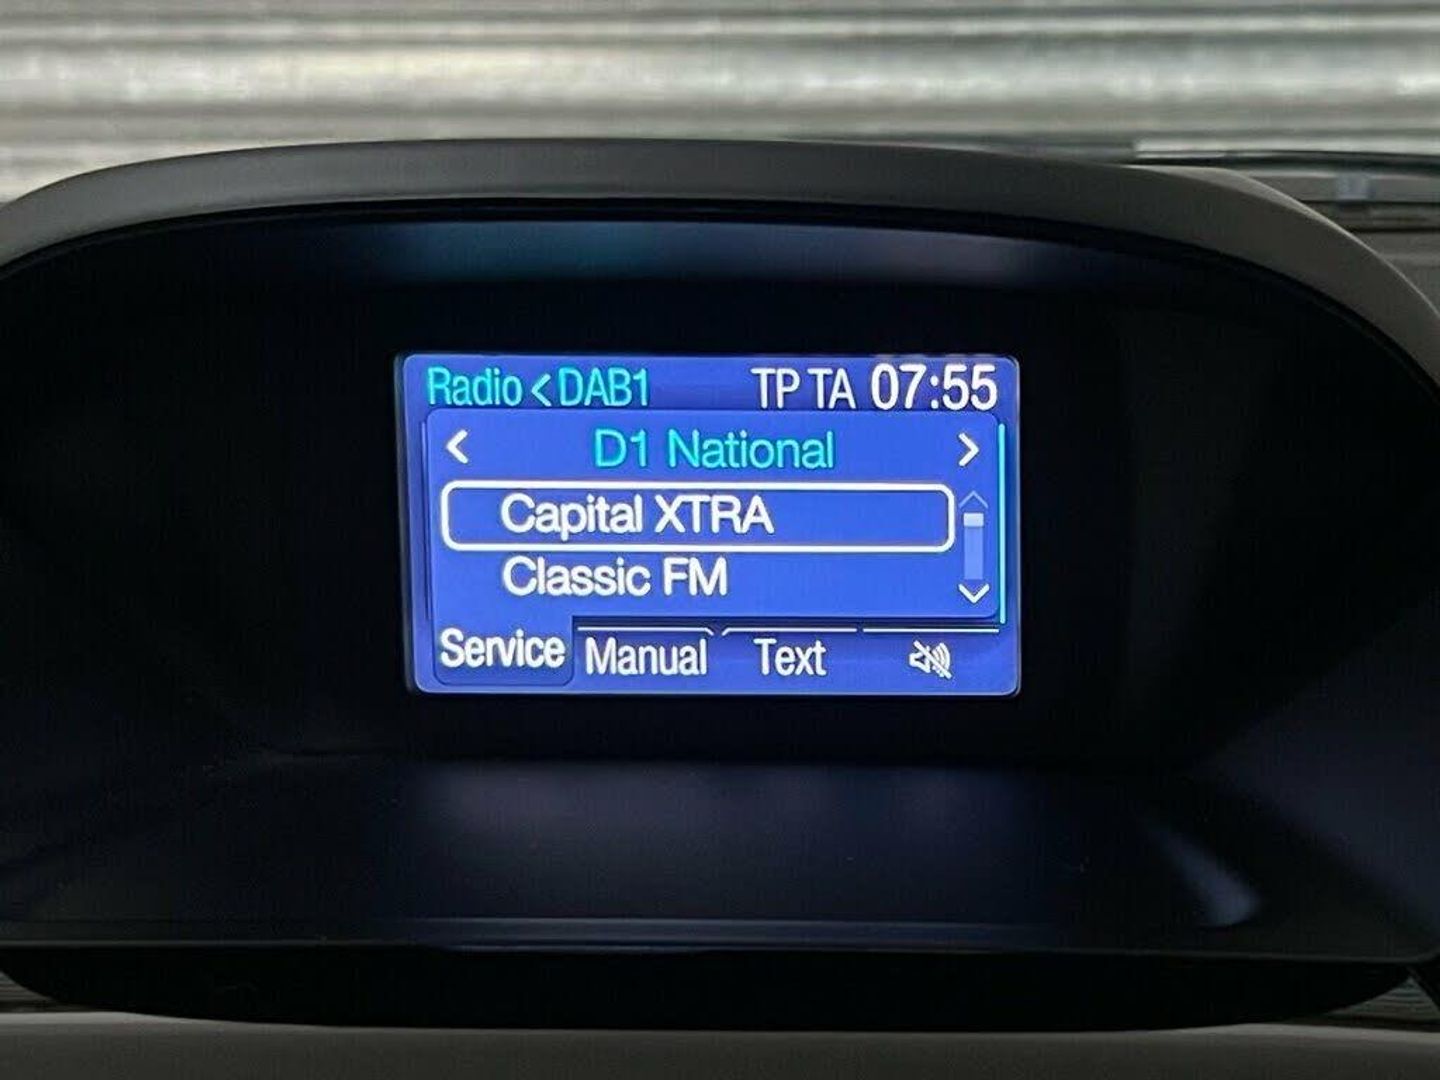 Radio < DAB1 TP TA 07:55
< D1 National >
Capital XTRA
Classic FM
Service Manual Text